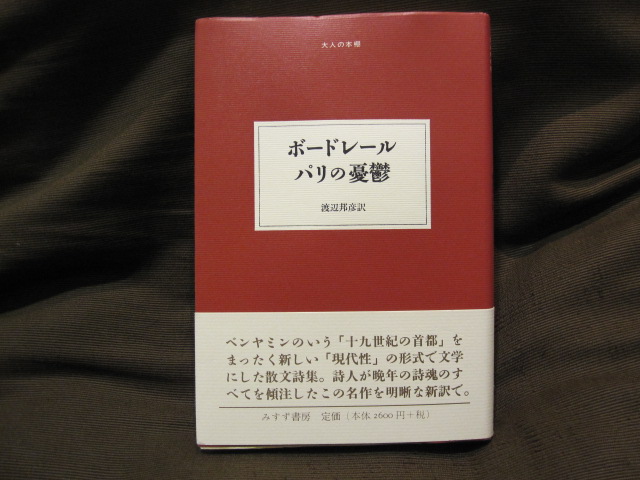 大人の本棚
ボードレール
パリの憂鬱
渡辺邦彦訳
ベンヤミンのいう「十九世紀の首都」を
まったく新しい「現代性」の形式で文学
にした散文詩集。詩人が晩年の詩魂のす
べてを傾注したこの名作を明晰な新訳で。
みすず書房 定価(本体2600円+税)